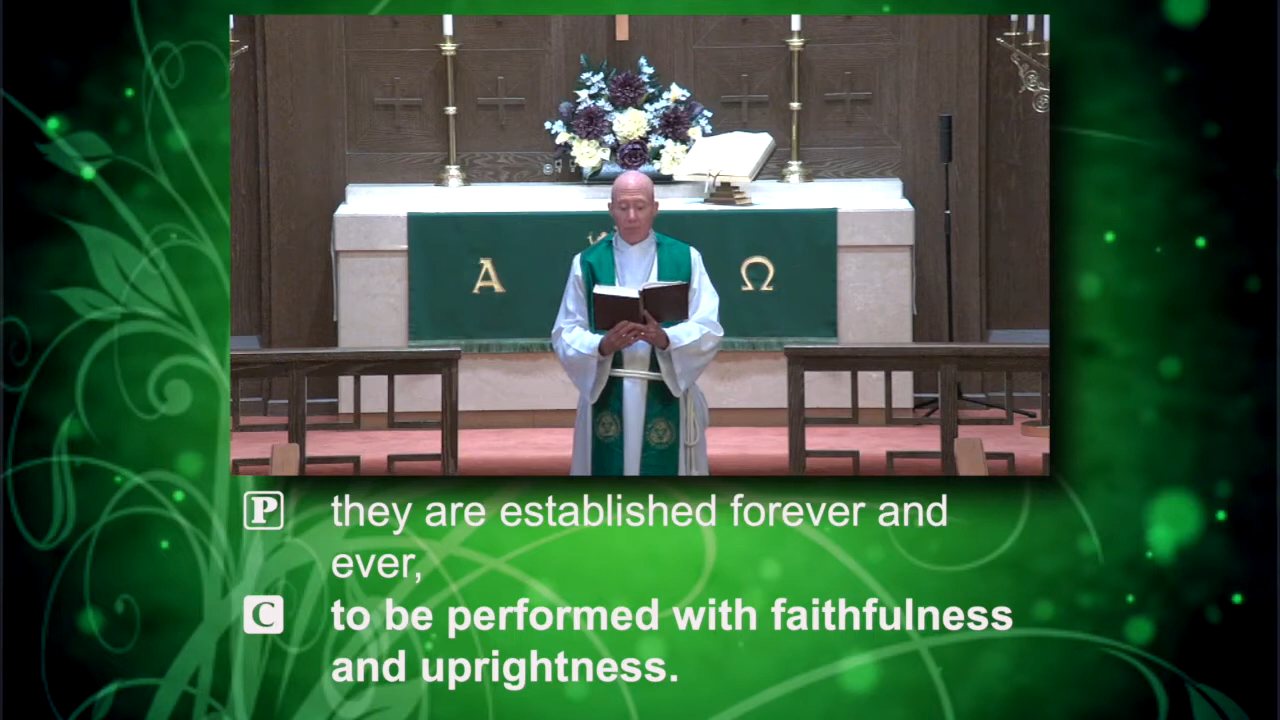 Α Ω
P they are established forever and
ever,
C to be performed with faithfulness
and uprightness.